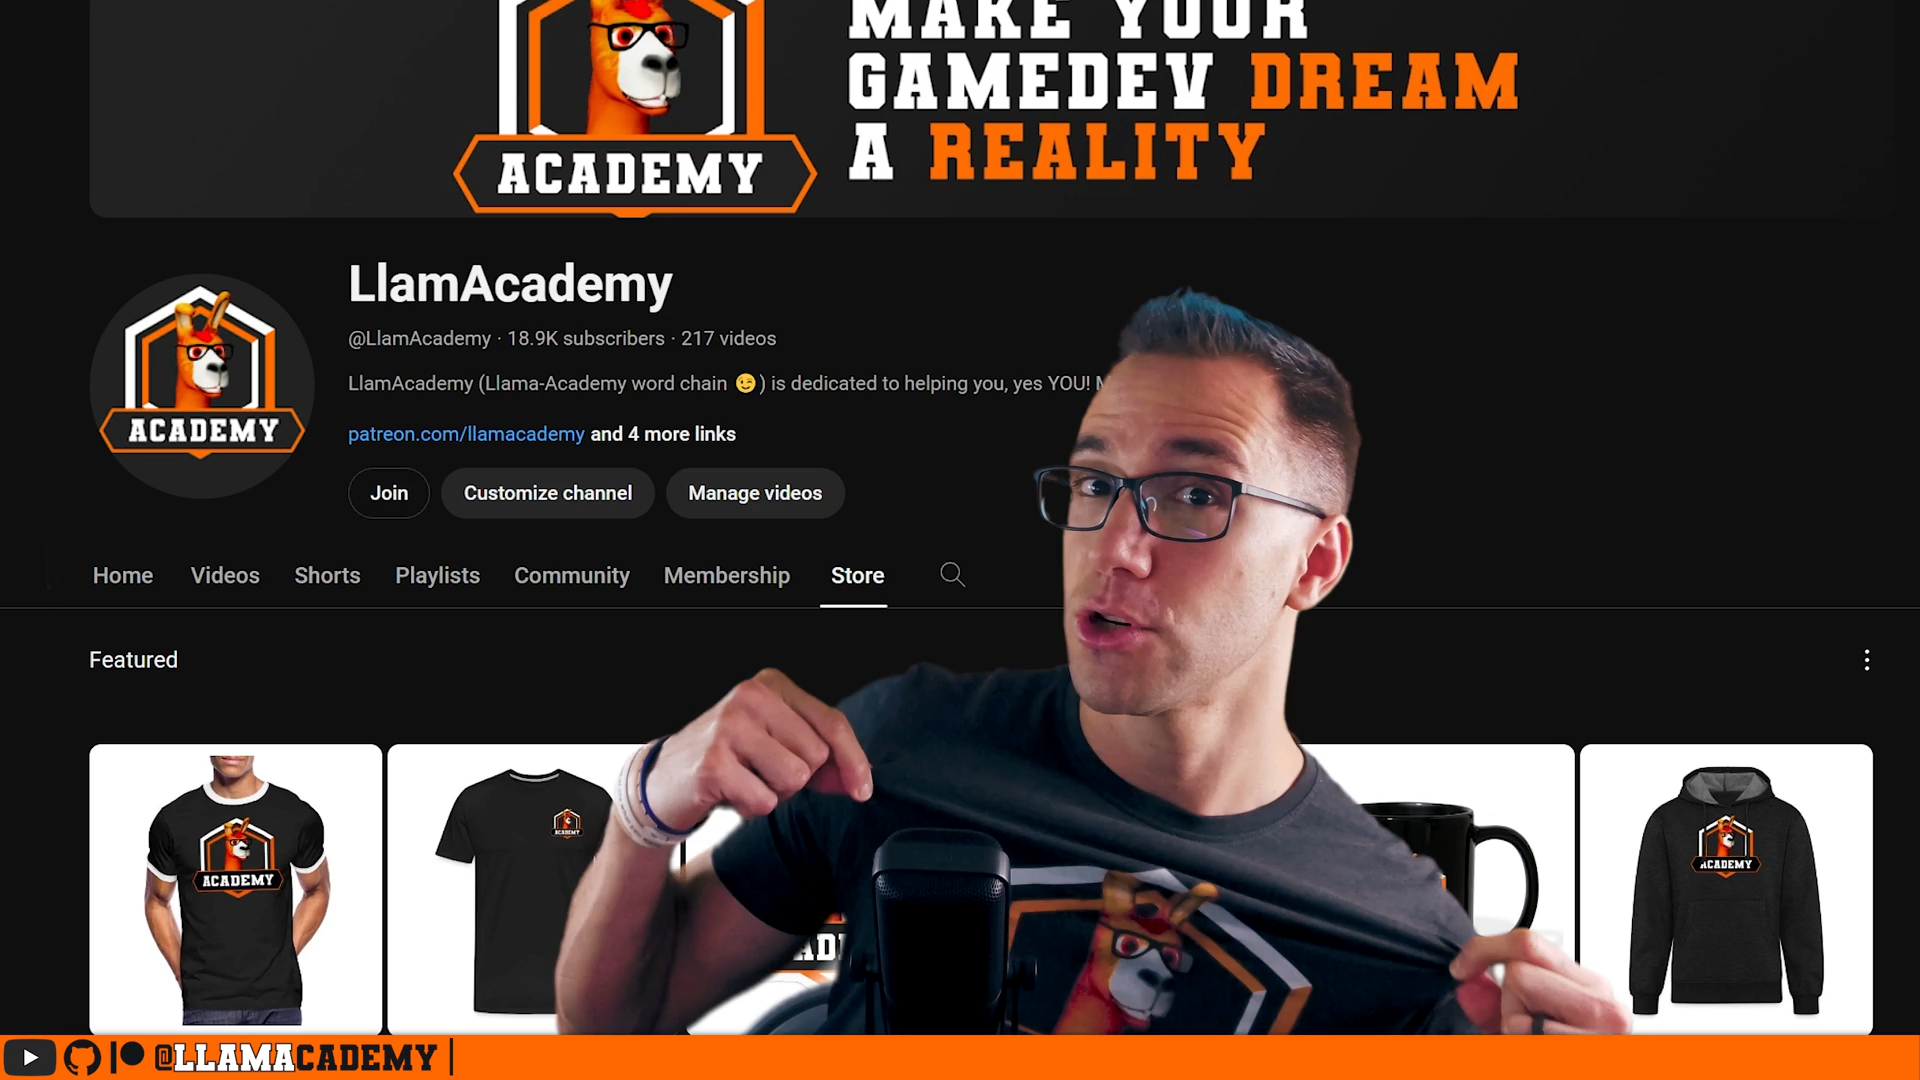 MAKE YOUR
GAMEDEV DREAM
A REALITY
ACADEMY
LlamAcademy
@LlamAcademy · 18.9K subscribers · 217 videos
LlamAcademy (Llama-Academy word chain 😉) is dedicated to helping you, yes YOU!
patreon.com/llamacademy and 4 more links
ACADEMY
Join
Customize channel
Manage videos
Home
Videos
Shorts
Playlists
Community
Membership
Store
Featured
ACADEMY
ACADEMY
ACADEMY
@LLAMACADEMY